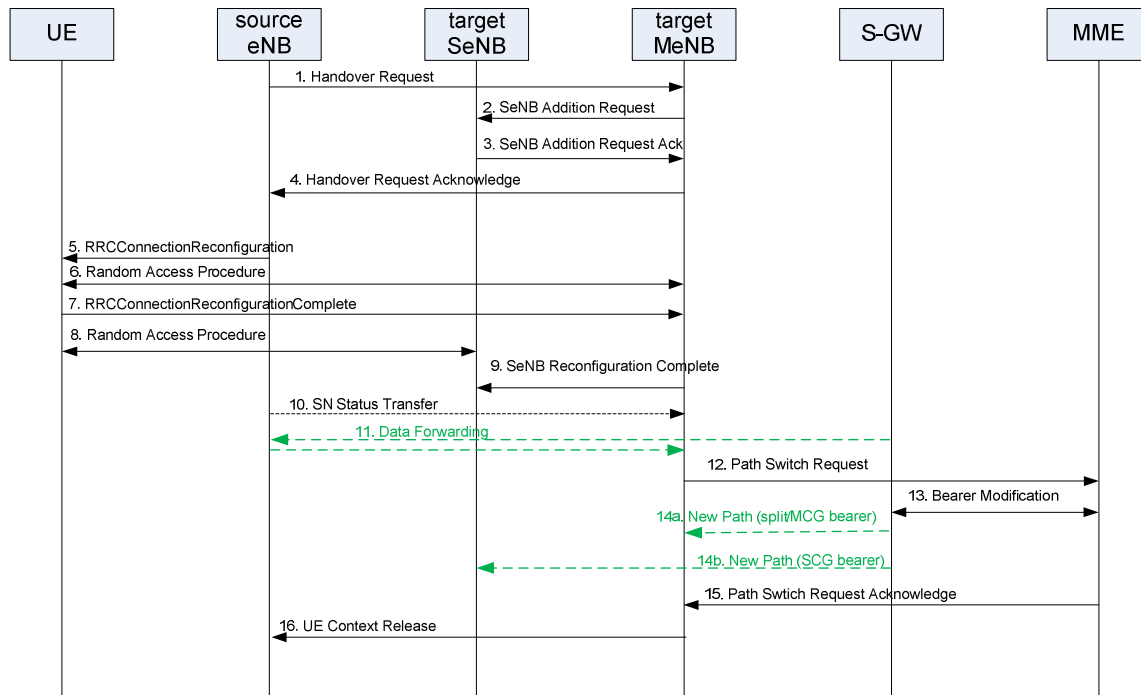 UE
source
eNB
target
SeNB
target
MeNB
S-GW
MME
1. Handover Request
2. SeNB Addition Request
3. SeNB Addition Request Ack
4. Handover Request Acknowledge
5. RRCConnectionReconfiguration
6. Random Access Procedure
7. RRCConnectionReconfigurationComplete
8. Random Access Procedure
9. SeNB Reconfiguration Complete
10. SN Status Transfer
11. Data Forwarding
12. Path Switch Request
13. Bearer Modification
14a. New Path (split/MCG bearer)
14b. New Path (SCG bearer)
15. Path Swtich Request Acknowledge
16. UE Context Release